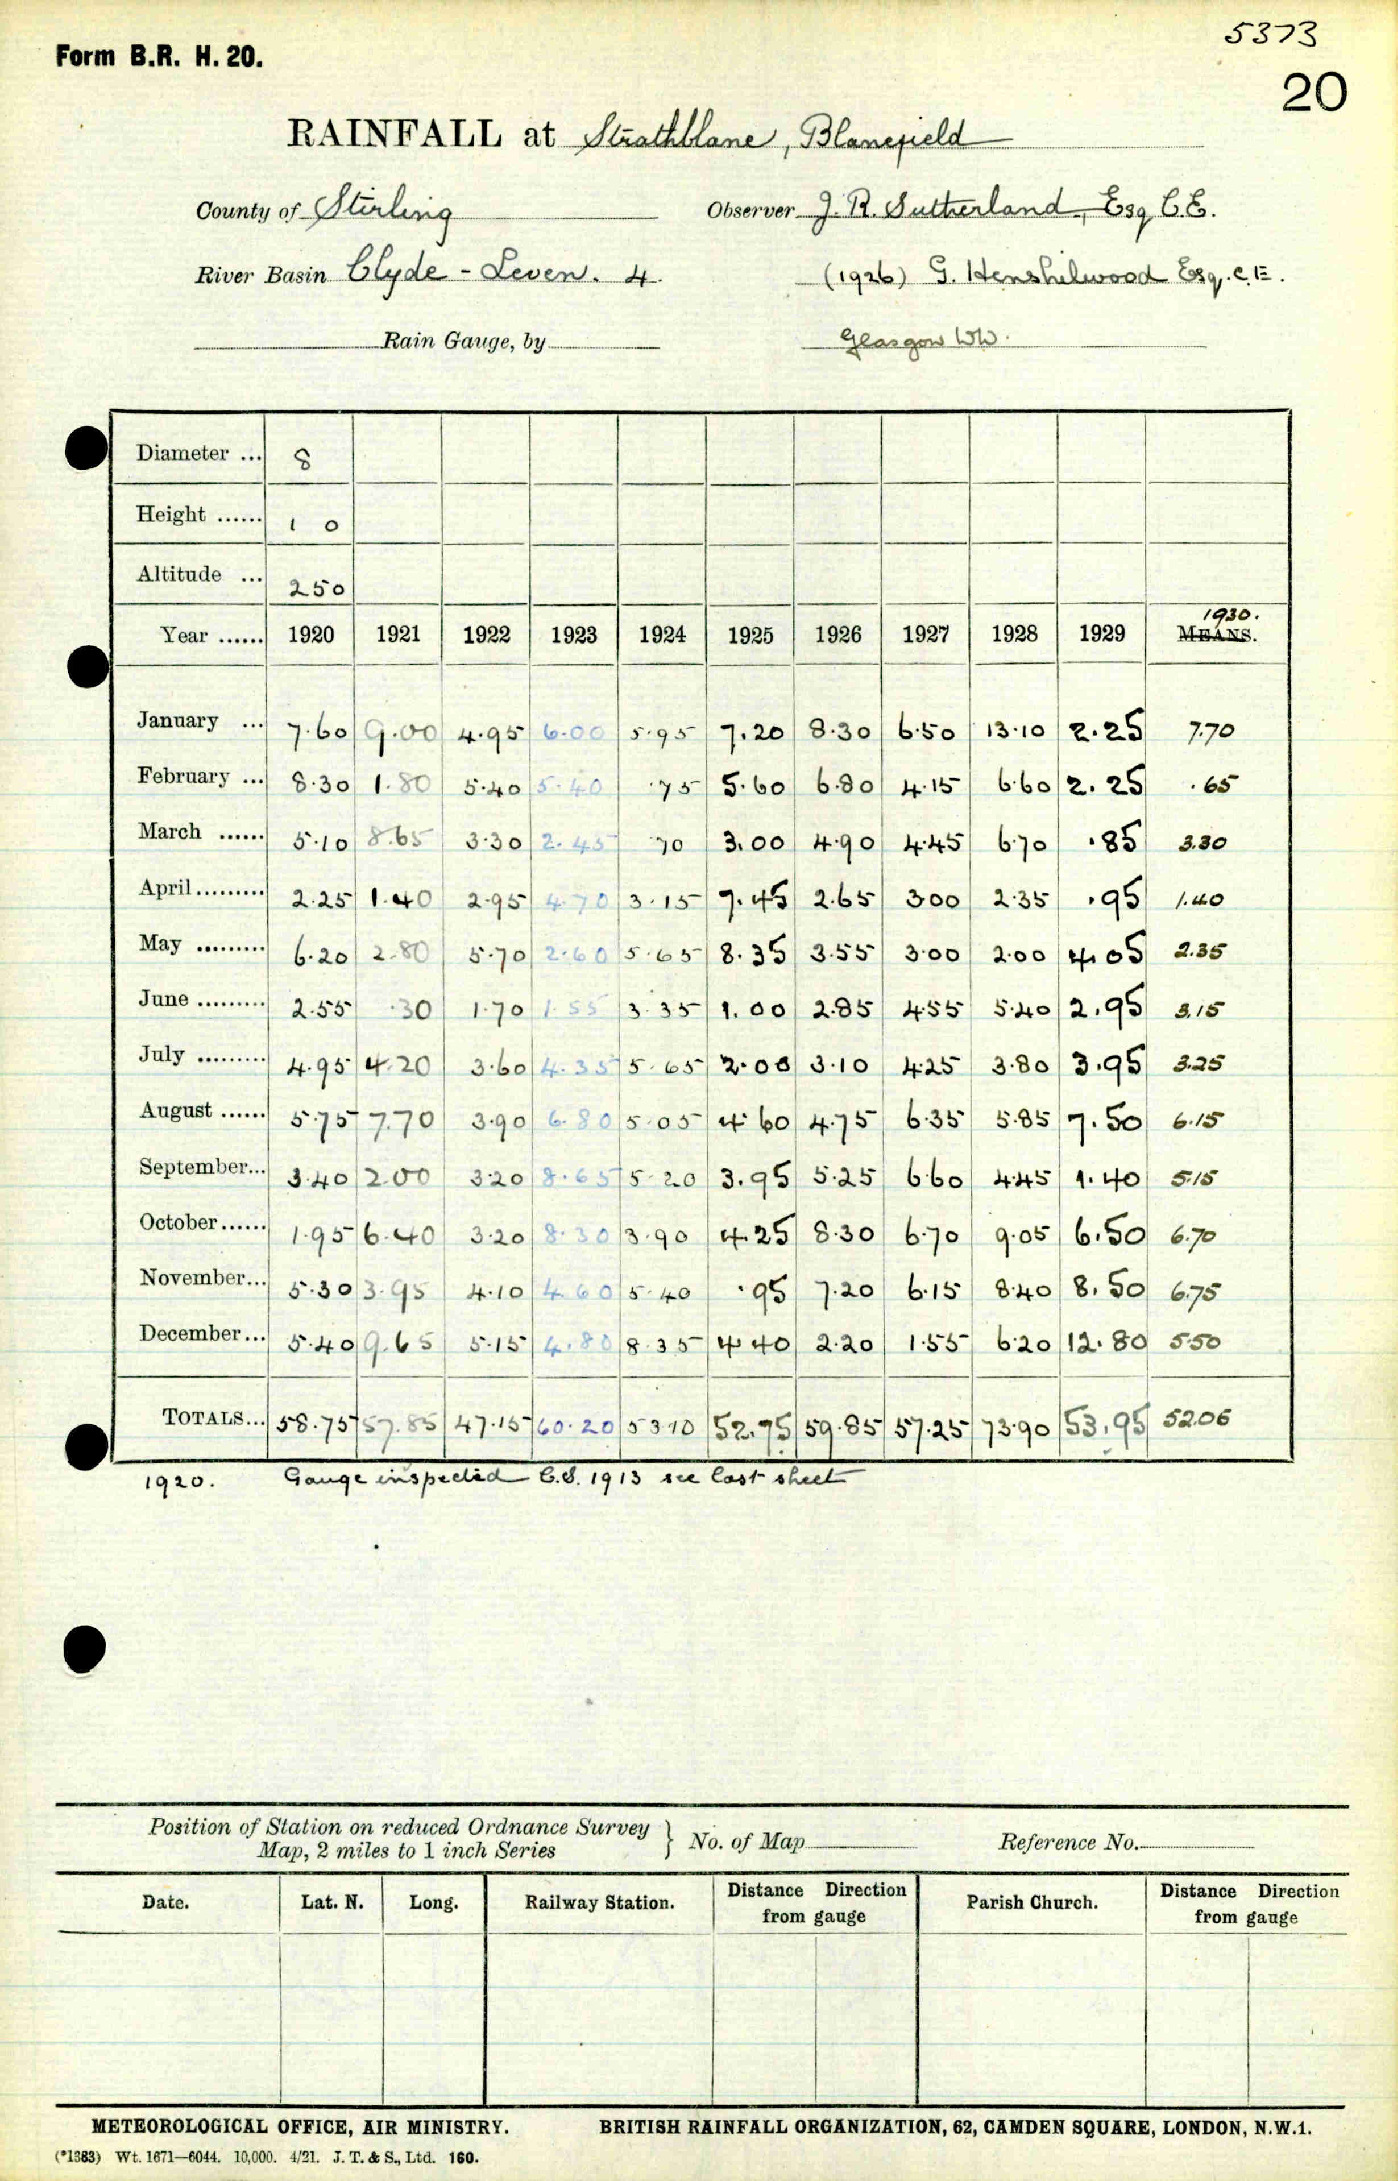 5373
Form B.R. H. 20.
20
RAINFALL at Strathblane, Blanefield
County of Stirling Observer J. R. Sutherland, Esq C.E.
River Basin Clyde - Leven. 4 (1926) G. Henshilwood Esq. C.E.
Rain Gauge, by Glasgow WW.
Diameter ... 8
Height ...... 1 0
Altitude ... 250
1930.
Year ...... 1920 1921 1922 1923 1924 1925 1926 1927 1928 1929 MEANS.
January ... 7.60 9.00 4.95 6.00 5.95 7.20 8.30 6.50 13.10 2.25 7.70
February ... 8.30 1.80 5.40 5.40 .75 5.60 6.80 4.15 6.60 2.25 .65
March ...... 5.10 8.65 3.30 2.45 70 3.00 4.90 4.45 6.70 .85 3.30
April ......... 2.25 1.40 2.95 4.70 3.15 7.45 2.65 300 2.35 .95 1.40
May ......... 6.20 2.80 5.70 2.60 5.65 8.35 3.55 3.00 2.00 4.05 2.35
June ......... 2.55 .30 1.70 1.55 3.35 1.00 2.85 4.55 5.40 2.95 3.15
July ......... 4.95 4.20 3.60 4.35 5.65 2.00 3.10 4.25 3.80 3.95 3.25
August ...... 5.75 7.70 3.90 6.80 5.05 4.60 4.75 6.35 5.85 7.50 6.15
September... 3.40 2.00 3.20 8.65 5.20 3.95 5.25 6.60 4.45 1.40 5.15
October ...... 1.95 6.40 3.20 8.30 3.90 4.25 8.30 6.70 9.05 6.50 6.70
November... 5.30 3.95 4.10 4.60 5.40 .95 7.20 6.15 8.40 8.50 6.75
December ... 5.40 9.65 5.15 4.80 8.35 4.40 2.20 1.55 6.20 12.80 5.50
TOTALS... 58.75 57.85 47.15 60.20 53.10 52.75 59.85 57.25 73.90 53.95 52.06
1920. Gauge inspected C.S. 1913 see last sheet
Position of Station on reduced Ordnance Survey
Map, 2 miles to 1 inch Series } No. of Map Reference No.
Date. Lat. N. Long. Railway Station. Distance Direction from gauge Parish Church. Distance Direction from gauge
METEOROLOGICAL OFFICE, AIR MINISTRY. BRITISH RAINFALL ORGANIZATION, 62, CAMDEN SQUARE, LONDON, N.W.1.
(*1383) Wt. 1671—6044. 10,000. 4/21. J. T. & S., Ltd. 160.